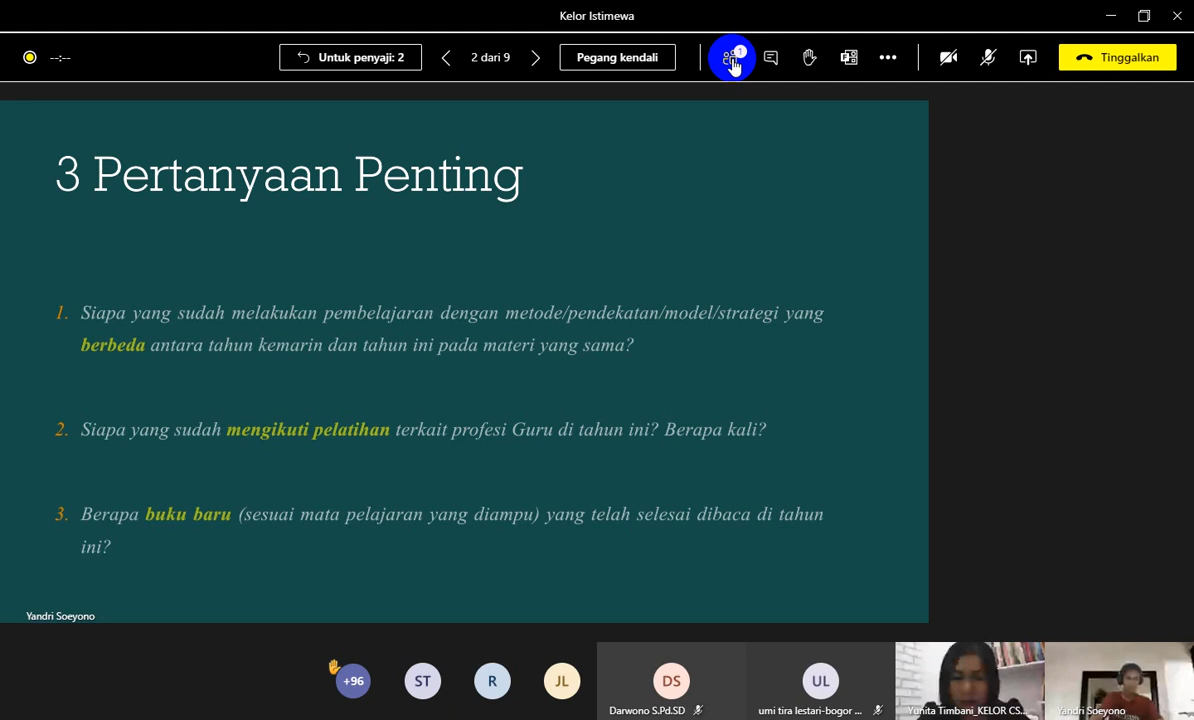 Kelor Istimewa
--:--
Untuk penyaji: 2
2 dari 9
Pegang kendali
1
Tinggalkan
3 Pertanyaan Penting
1. Siapa yang sudah melakukan pembelajaran dengan metode/pendekatan/model/strategi yang
berbeda antara tahun kemarin dan tahun ini pada materi yang sama?
2. Siapa yang sudah mengikuti pelatihan terkait profesi Guru di tahun ini? Berapa kali?
3. Berapa buku baru (sesuai mata pelajaran yang diampu) yang telah selesai dibaca di tahun
ini?
Yandri Soeyono
+96
ST
R
JL
DS
UL
Darwono S.Pd.SD
umi tira lestari-bogor ...
Yunita Timbani_KELOR CS...
Yandri Soeyono